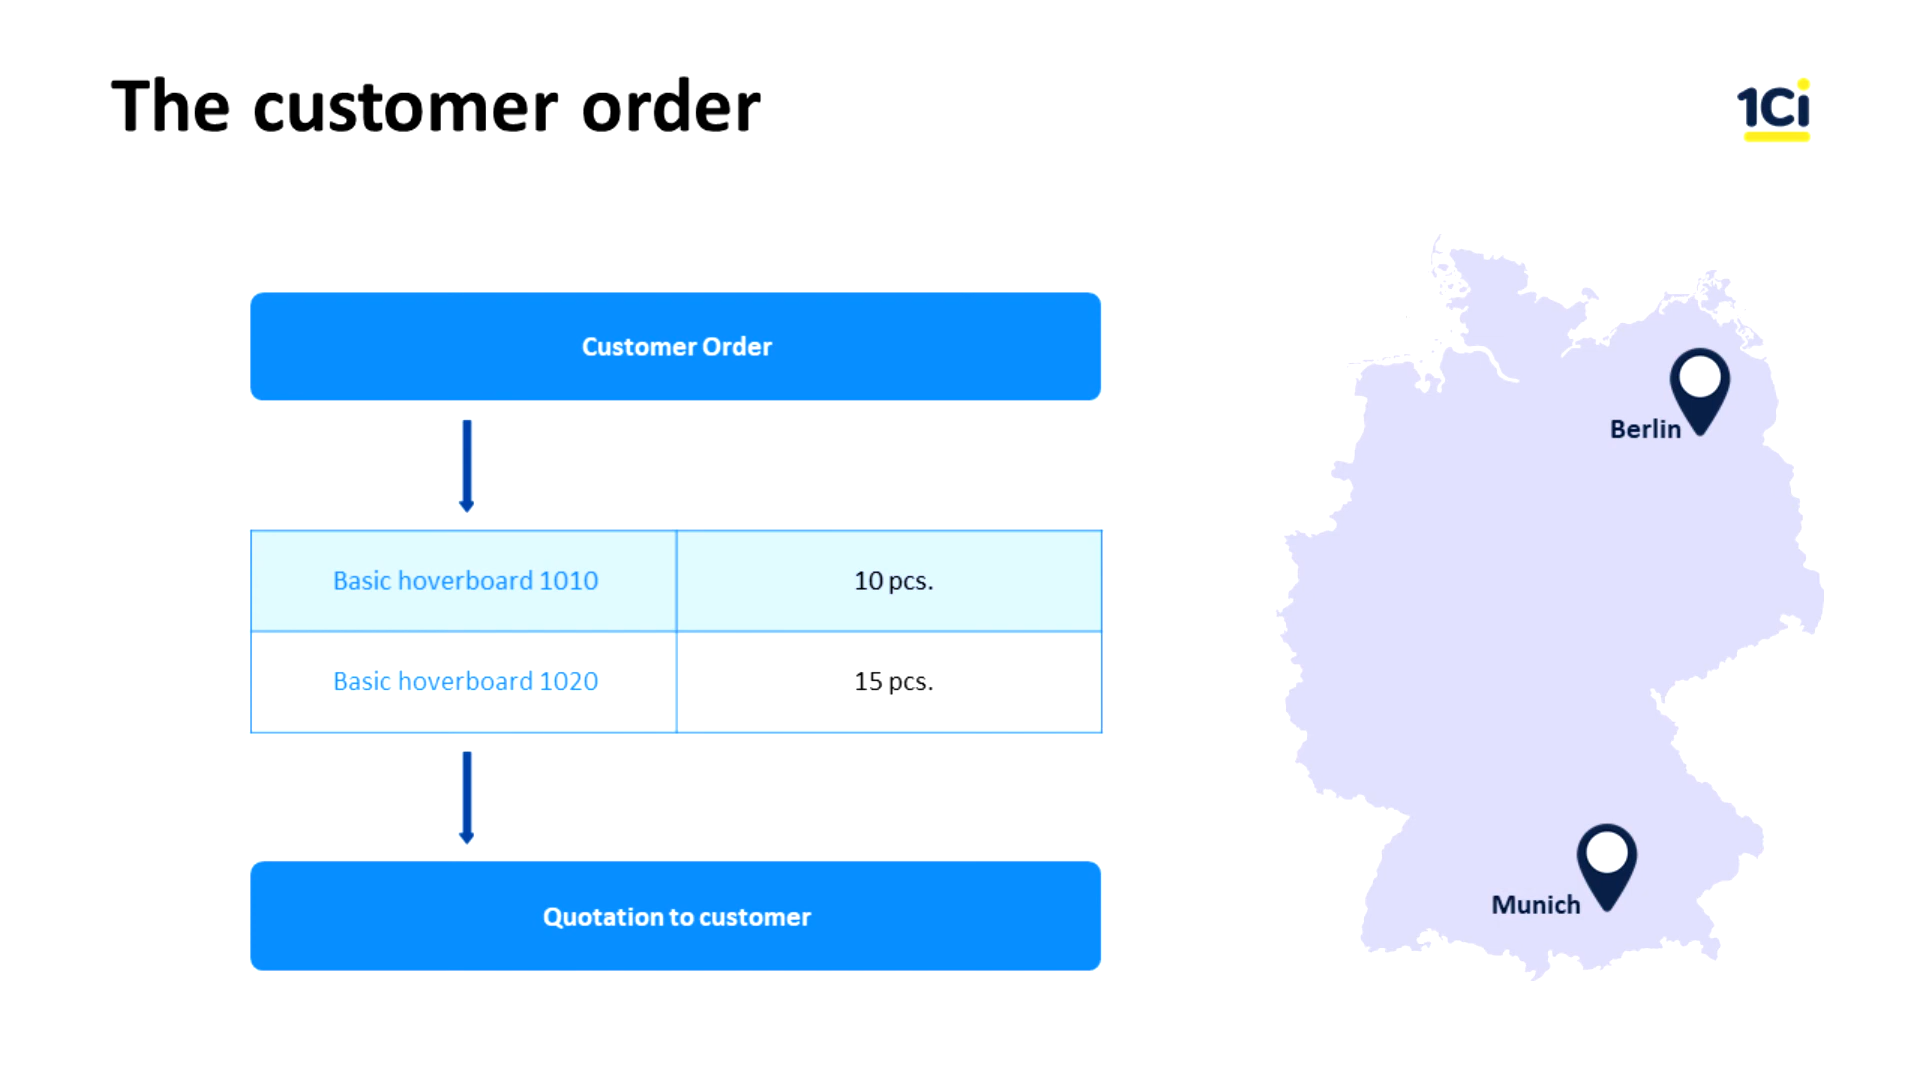 The customer order
1Ci
Customer Order
Basic hoverboard 1010
10 pcs.
Basic hoverboard 1020
15 pcs.
Quotation to customer
Berlin
Munich